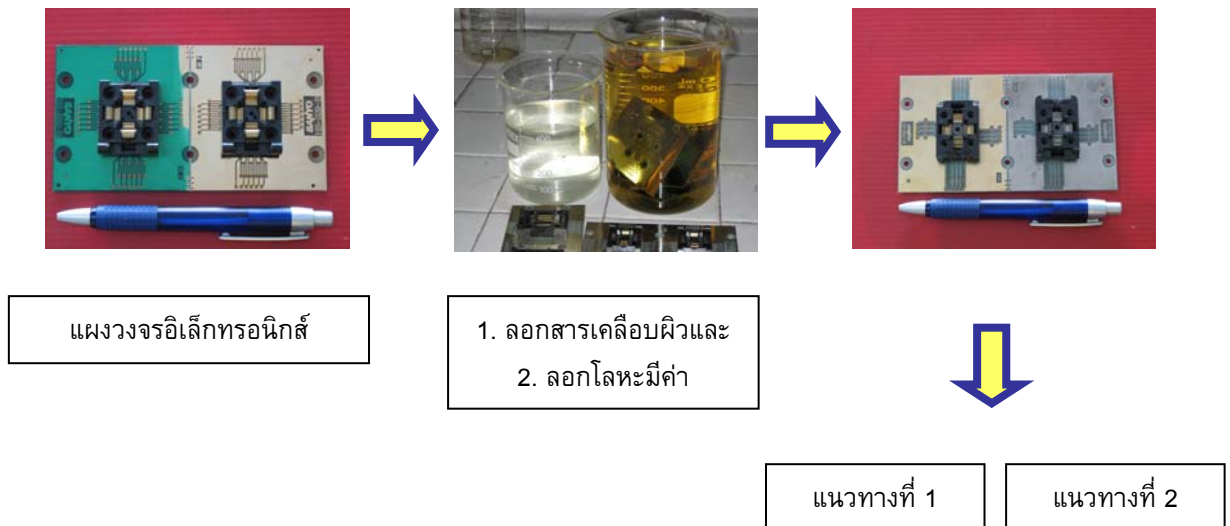 แผงวงจรอิเล็กทรอนิกส์
1. ลอกสารเคลือบผิวและ
2. ลอกโลหะมีค่า
แนวทางที่ 1
แนวทางที่ 2